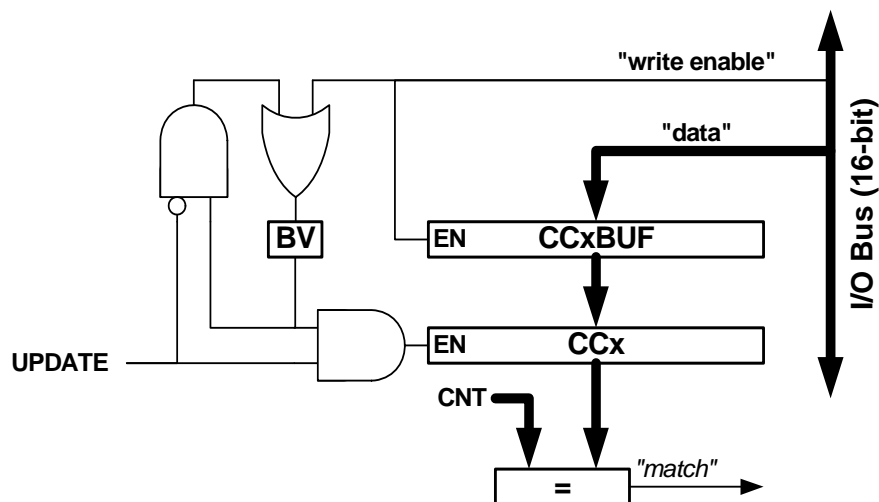 "write enable"
"data"
I/O Bus (16-bit)
BV
EN CCxBUF
EN CCx
UPDATE
CNT
=
"match"